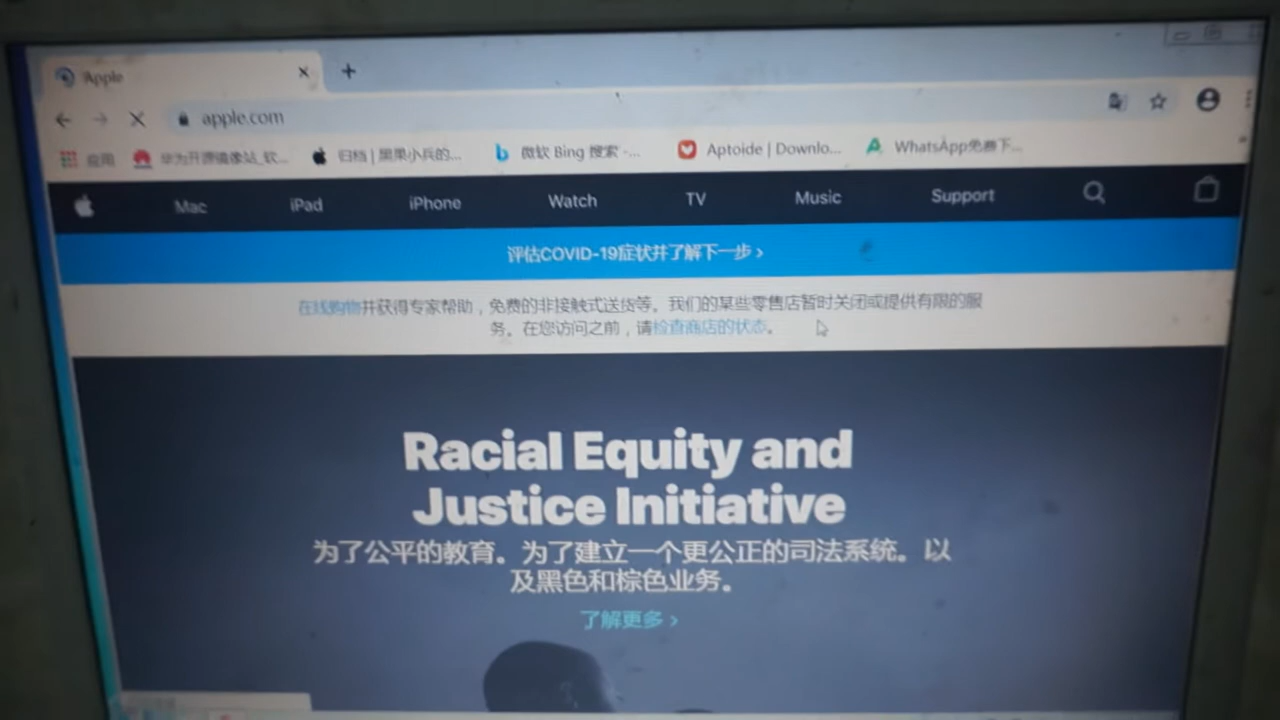 Apple
apple.com
应用
华为开源镜像站_软...
归档 | 黑果小兵的...
微软 Bing 搜索 -...
Aptoide | Downlo...
WhatsApp免费下...
Mac
iPad
iPhone
Watch
TV
Music
Support
评估COVID-19症状并了解下一步 >
在线购物并获得专家帮助，免费的非接触式送货等。我们的某些零售店暂时关闭或提供有限的服
务。在您访问之前，请检查商店的状态。
Racial Equity and
Justice Initiative
为了公平的教育。为了建立一个更公正的司法系统。以
及黑色和棕色业务。
了解更多 >